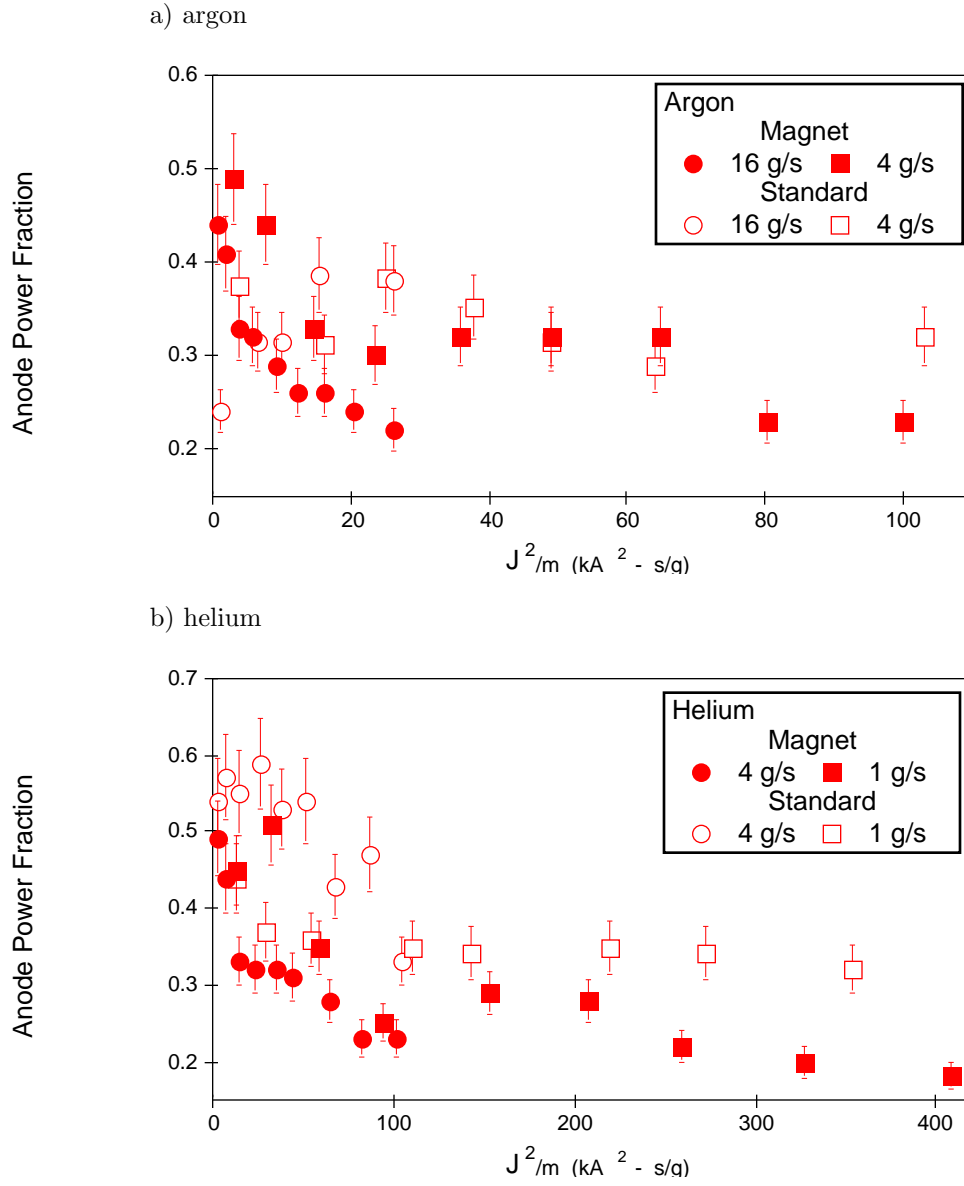 a) argon
0.6
0.5
0.4
0.3
0.2
Anode Power Fraction
Argon
Magnet
16 g/s 4 g/s
Standard
16 g/s 4 g/s
0 20 40 60 80 100
J 2/m (kA 2 - s/g)
b) helium
0.7
0.6
0.5
0.4
0.3
0.2
Anode Power Fraction
Helium
Magnet
4 g/s 1 g/s
Standard
4 g/s 1 g/s
0 100 200 300 400
J 2/m (kA 2 - s/g)